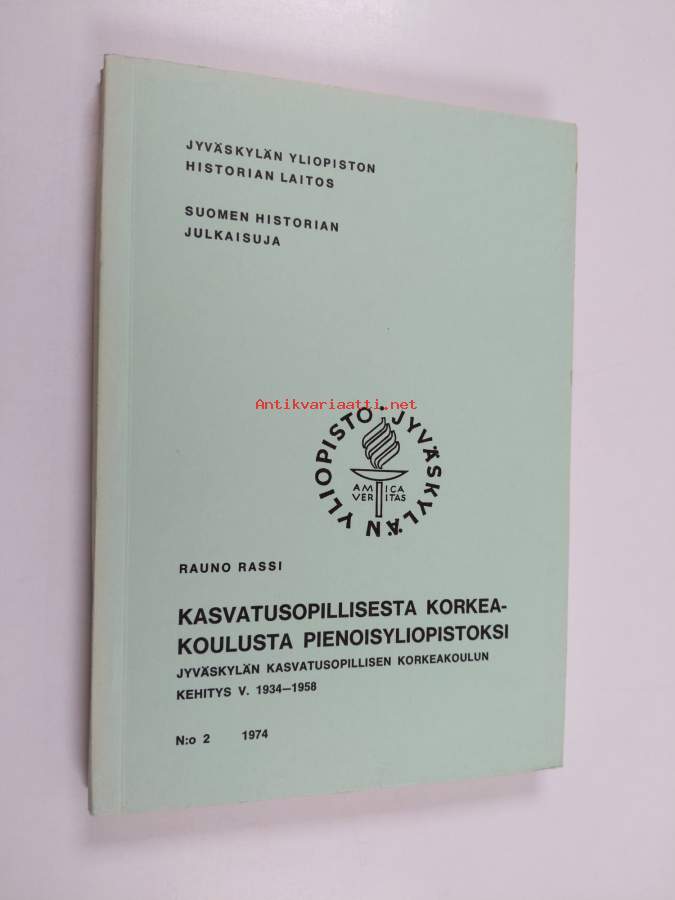 JYVÄSKYLÄN YLIOPISTON
HISTORIAN LAITOS
SUOMEN HISTORIAN
JULKAISUJA
Antikvariaatti.net
JYVÄSKYLÄN YLIOPISTO
AMICA
VERITAS
RAUNO RASSI
KASVATUSOPILLISESTA KORKEA-
KOULUSTA PIENOISYLIOPISTOKSI
JYVÄSKYLÄN KASVATUSOPILLISEN KORKEAKOULUN
KEHITYS V. 1934—1958
N:o 2 1974